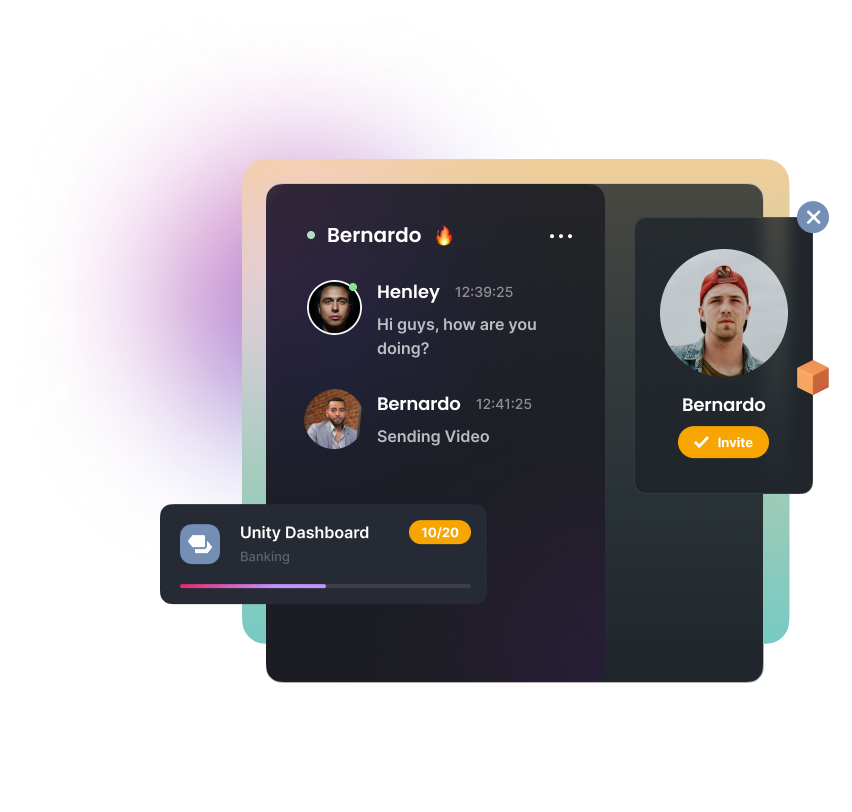 Bernardo 🔥
Henley 12:39:25
Hi guys, how are you
doing?
Bernardo 12:41:25
Sending Video
Bernardo
Invite
Unity Dashboard 10/20
Banking